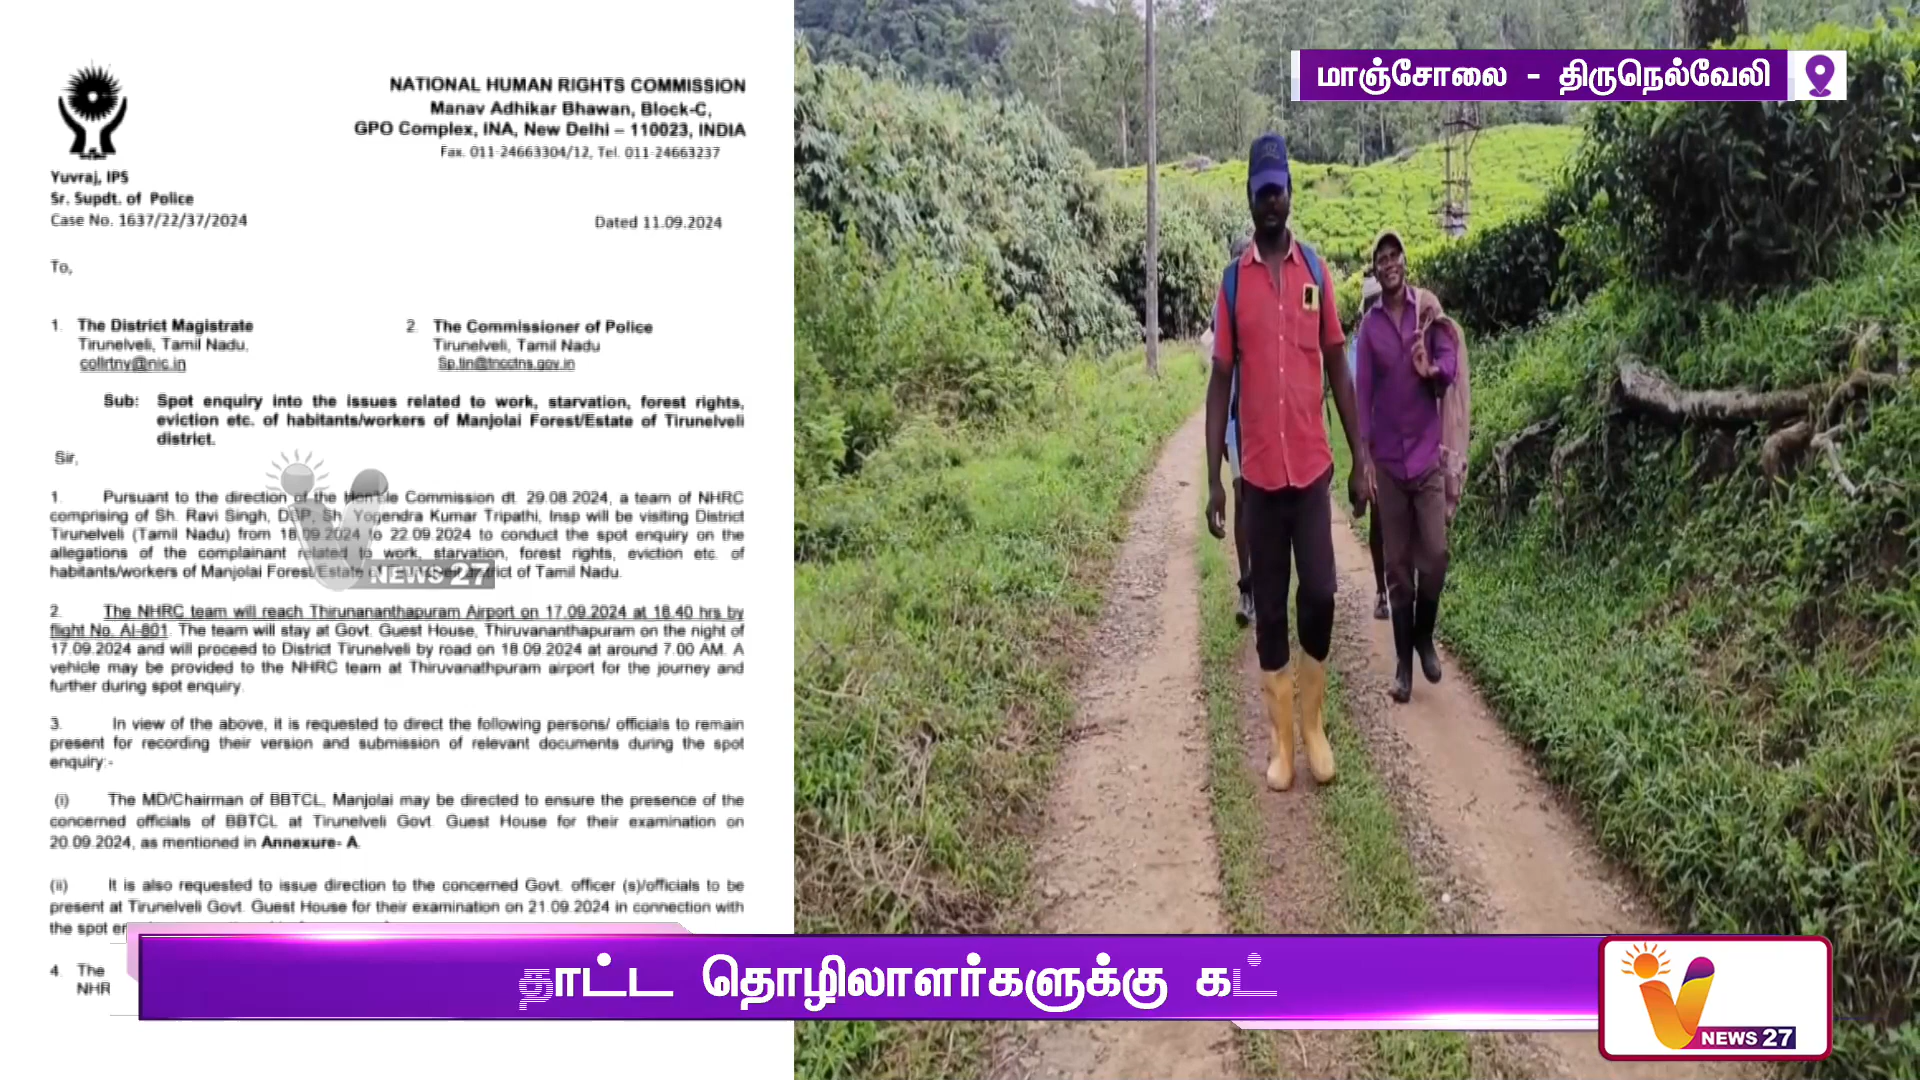 NATIONAL HUMAN RIGHTS COMMISSION
Manav Adhikar Bhawan, Block-C,
GPO Complex, INA, New Delhi – 110023, INDIA
Fax. 011-24663304/12, Tel. 011-24663237
Yuvraj, IPS
Sr. Supdt. of Police
Case No. 1637/22/37/2024
Dated 11.09.2024
To,
1. The District Magistrate
Tirunelveli, Tamil Nadu,
collrtny@nic.in
2. The Commissioner of Police
Tirunelveli, Tamil Nadu
Sp.tin@tncctns.gov.in
Sub: Spot enquiry into the issues related to work, starvation, forest rights,
eviction etc. of habitants/workers of Manjolai Forest/Estate of Tirunelveli
district.
Sir,
1. Pursuant to the direction of the Hon'ble Commission dt. 29.08.2024, a team of NHRC
comprising of Sh. Ravi Singh, DSP, Sh. Yogendra Kumar Tripathi, Insp will be visiting District
Tirunelveli (Tamil Nadu) from 18.09.2024 to 22.09.2024 to conduct the spot enquiry on the
allegations of the complainant related to work, starvation, forest rights, eviction etc. of
habitants/workers of Manjolai Forest/Estate of district of Tamil Nadu.
2. The NHRC team will reach Thirunananthapuram Airport on 17.09.2024 at 18.40 hrs by
flight No. AI-801. The team will stay at Govt. Guest House, Thiruvananthapuram on the night of
17.09.2024 and will proceed to District Tirunelveli by road on 18.09.2024 at around 7.00 AM. A
vehicle may be provided to the NHRC team at Thiruvanathpuram airport for the journey and
further during spot enquiry.
3. In view of the above, it is requested to direct the following persons/ officials to remain
present for recording their version and submission of relevant documents during the spot
enquiry:-
(i) The MD/Chairman of BBTCL, Manjolai may be directed to ensure the presence of the
concerned officials of BBTCL at Tirunelveli Govt. Guest House for their examination on
20.09.2024, as mentioned in Annexure- A.
(ii) It is also requested to issue direction to the concerned Govt. officer (s)/officials to be
present at Tirunelveli Govt. Guest House for their examination on 21.09.2024 in connection with
the spot
4. The
NHR
NEWS 27
மாஞ்சோலை - திருநெல்வேலி
தாட்ட தொழிலாளர்களுக்கு கட்
NEWS 27